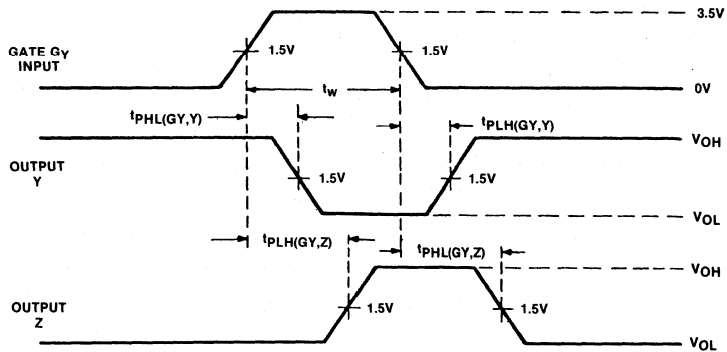 3.5V
GATE GY
INPUT
1.5V
1.5V
tW
0V
tPHL(GY,Y)
tPLH(GY,Y)
VOH
OUTPUT
Y
1.5V
1.5V
VOL
tPLH(GY,Z)
tPHL(GY,Z)
VOH
OUTPUT
Z
1.5V
1.5V
VOL